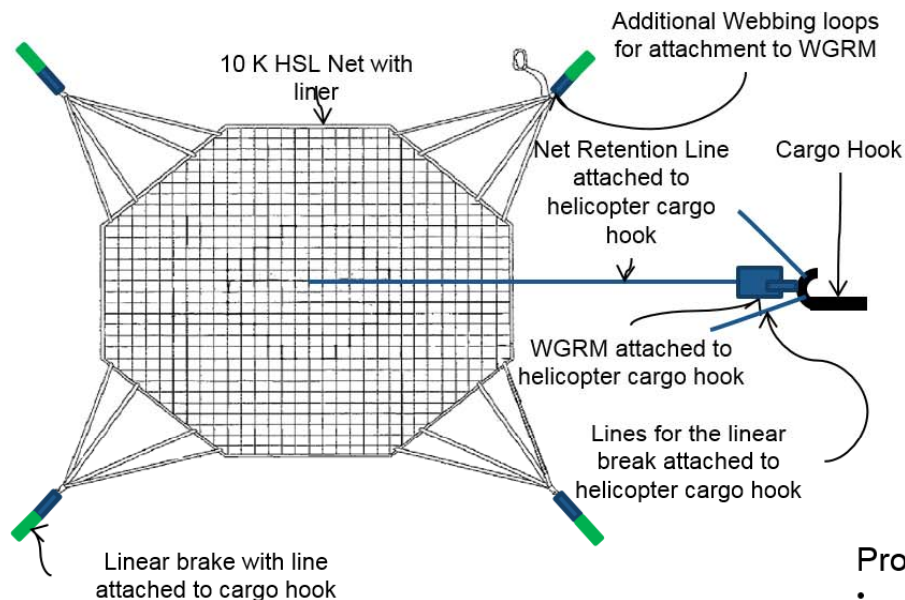 Additional Webbing loops
for attachment to WGRM
10 K HSL Net with
liner
Net Retention Line
attached to
helicopter cargo
hook
Cargo Hook
WGRM attached to
helicopter cargo hook
Lines for the linear
break attached to
helicopter cargo hook
Linear brake with line
attached to cargo hook
Pro
•